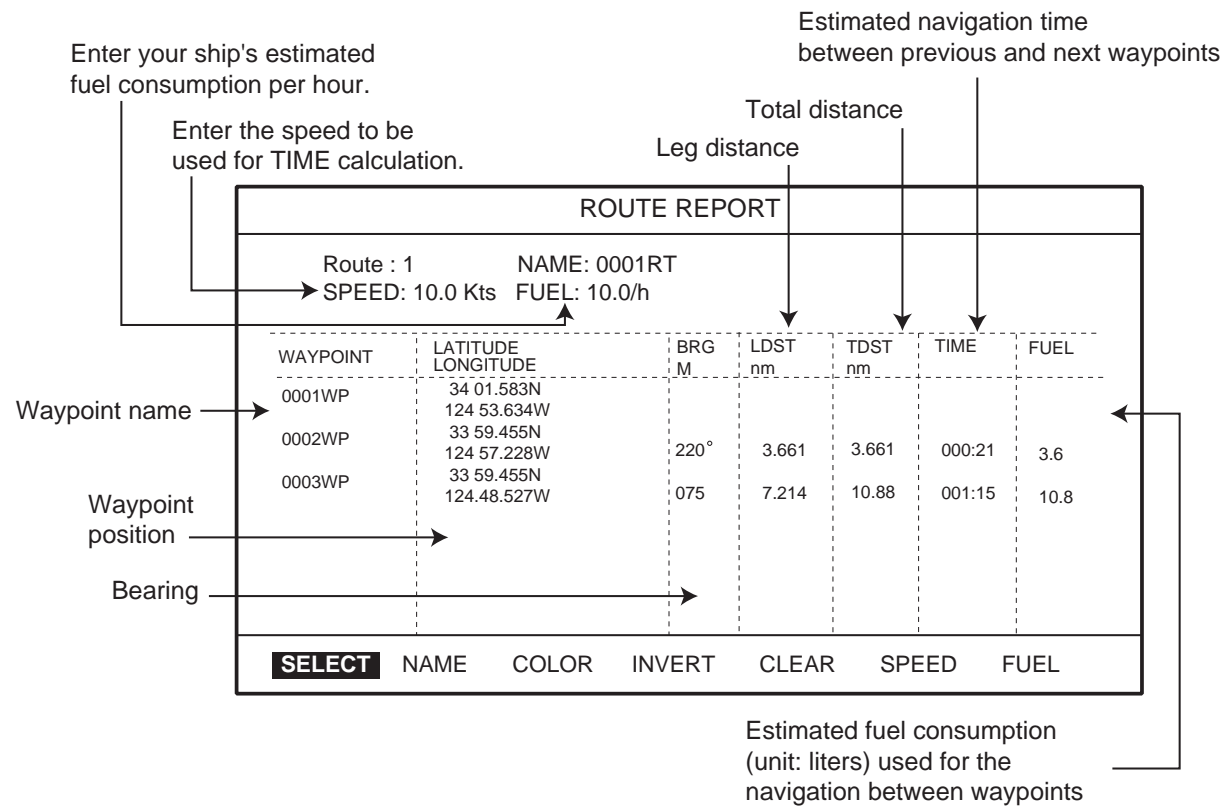 Estimated navigation time
between previous and next waypoints
Enter your ship's estimated
fuel consumption per hour.
Total distance
Enter the speed to be
used for TIME calculation.
Leg distance
ROUTE REPORT
Route : 1 NAME: 0001RT
SPEED: 10.0 Kts FUEL: 10.0/h
WAYPOINT LATITUDE LONGITUDE BRG M LDST nm TDST nm TIME FUEL
0001WP 34 01.583N
124 53.634W
Waypoint name
0002WP 33 59.455N
124 57.228W 220° 3.661 3.661 000:21 3.6
0003WP 33 59.455N
124.48.527W 075 7.214 10.88 001:15 10.8
Waypoint
position
Bearing
SELECT NAME COLOR INVERT CLEAR SPEED FUEL
Estimated fuel consumption
(unit: liters) used for the
navigation between waypoints